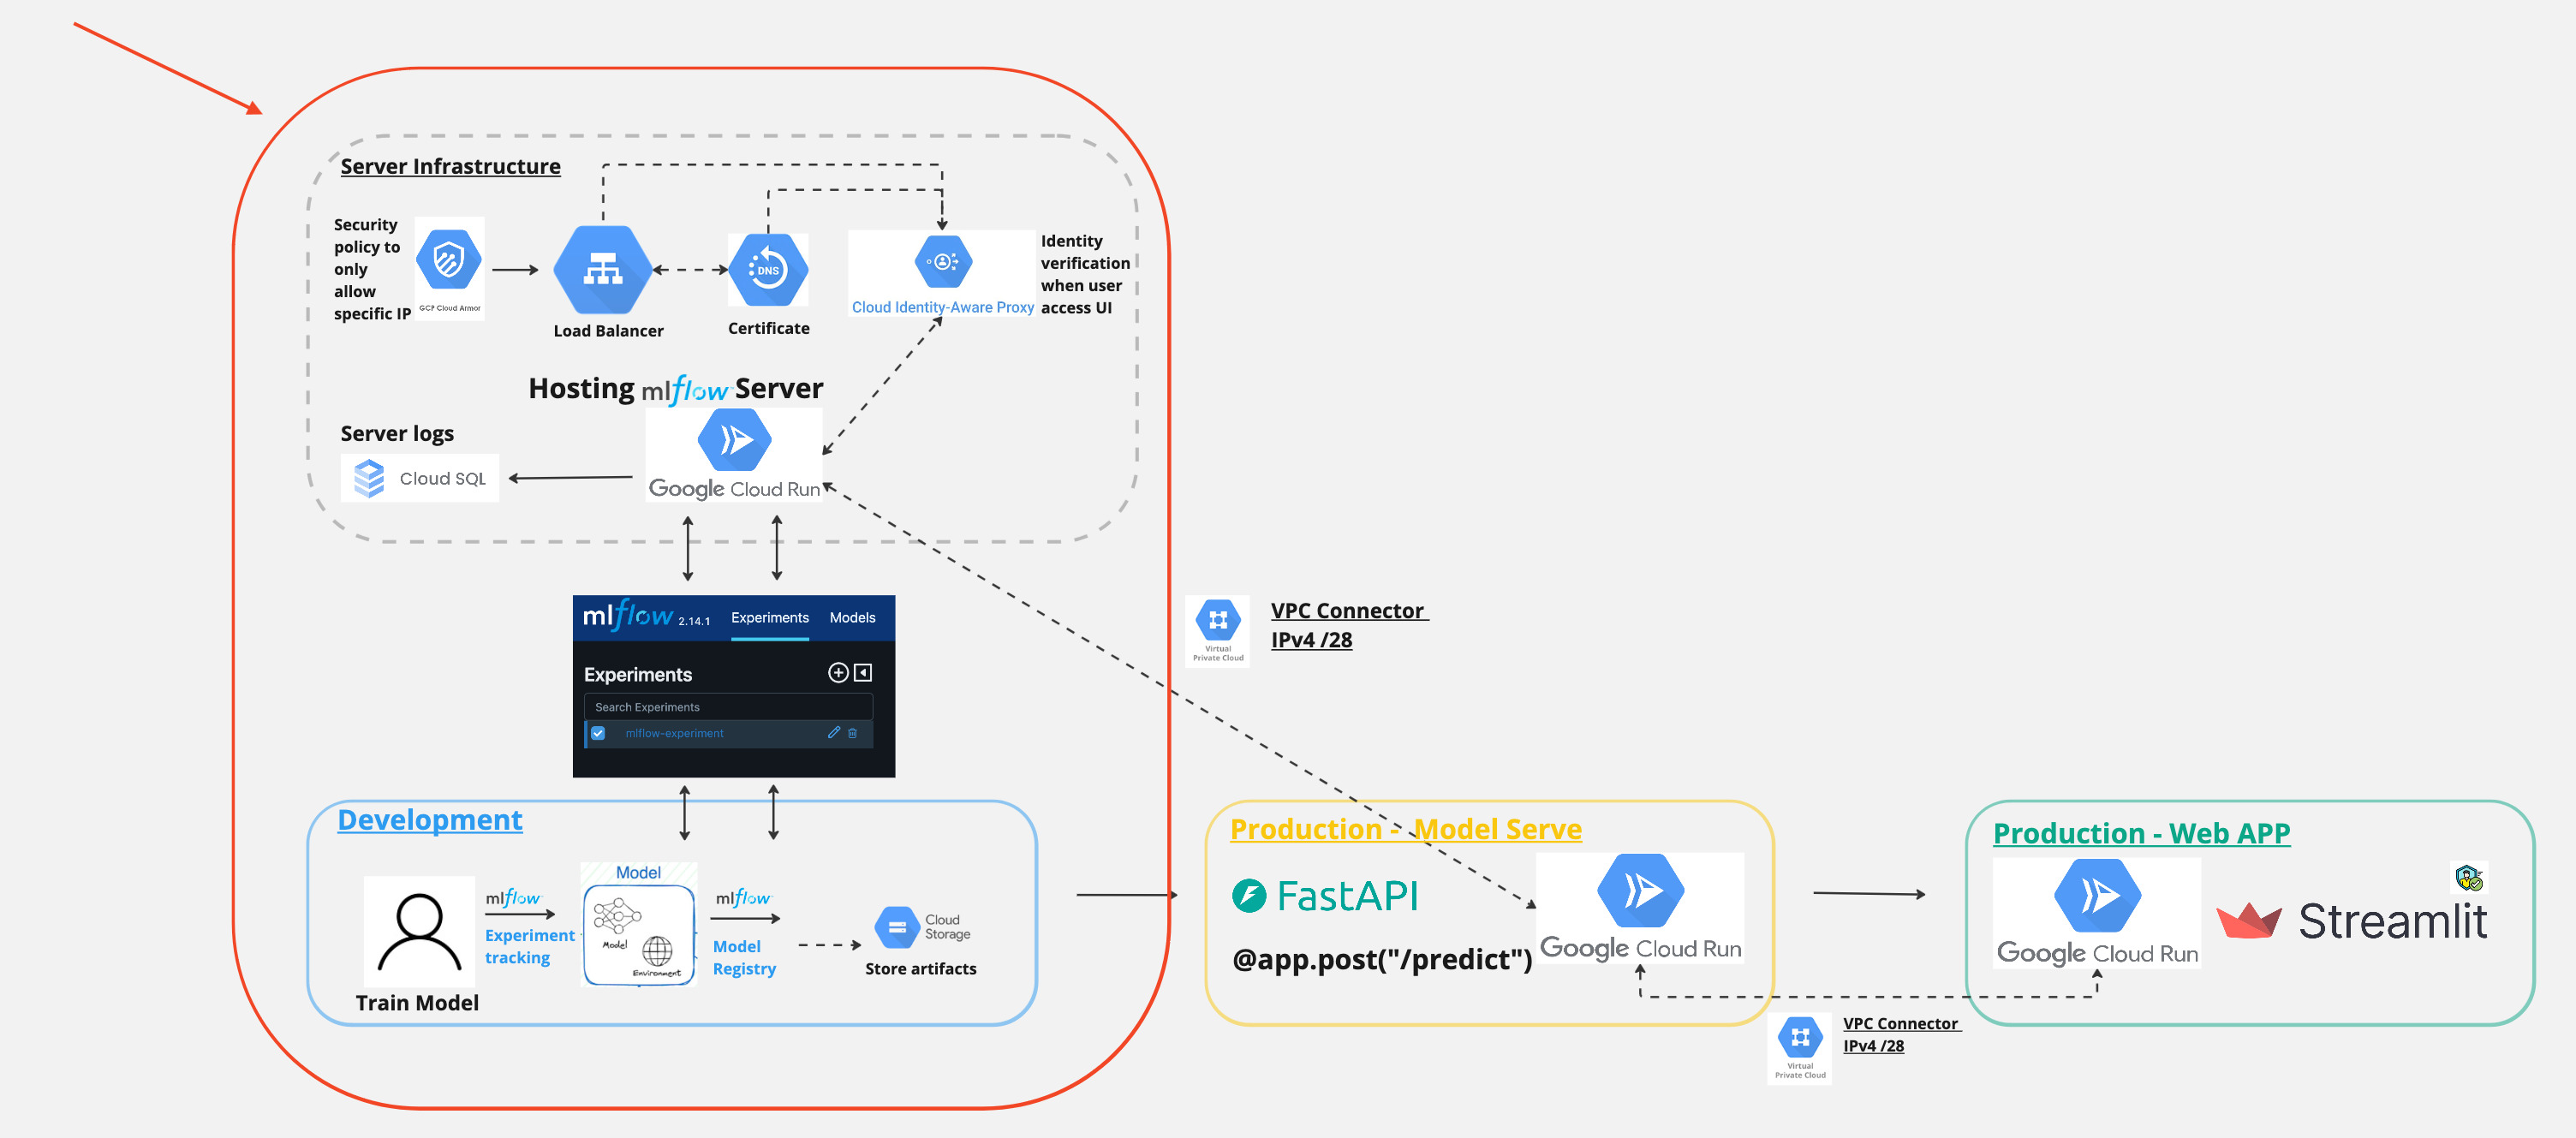 Server Infrastructure
Security
policy to
only
allow
specific IP
GCP Cloud Armor
Load Balancer
DNS
Certificate
Cloud Identity-Aware Proxy
Identity
verification
when user
access UI
Hosting mlflow Server
Server logs
Cloud SQL
Google Cloud Run
mlflow 2.14.1 Experiments Models
Experiments
Search Experiments
mlflow-experiment
VPC Connector
IPv4 /28
Virtual
Private Cloud
Development
Train Model
mlflow
Experiment
tracking
Model
Model
Environment
mlflow
Model
Registry
Cloud
Storage
Store artifacts
Production - Model Serve
FastAPI
@app.post("/predict")
Google Cloud Run
VPC Connector
IPv4 /28
Virtual
Private Cloud
Production - Web APP
Google Cloud Run
Streamlit